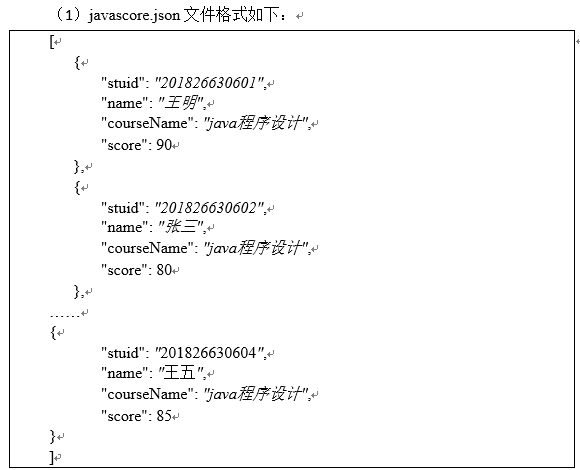 （1）javascore.json 文件格式如下：
[
{
"stuid": "201826630601",
"name": "王明",
"courseName": "java程序设计",
"score": 90
},
{
"stuid": "201826630602",
"name": "张三",
"courseName": "java程序设计",
"score": 80
},
……
{
"stuid": "201826630604",
"name": "王五",
"courseName": "java程序设计",
"score": 85
}
]